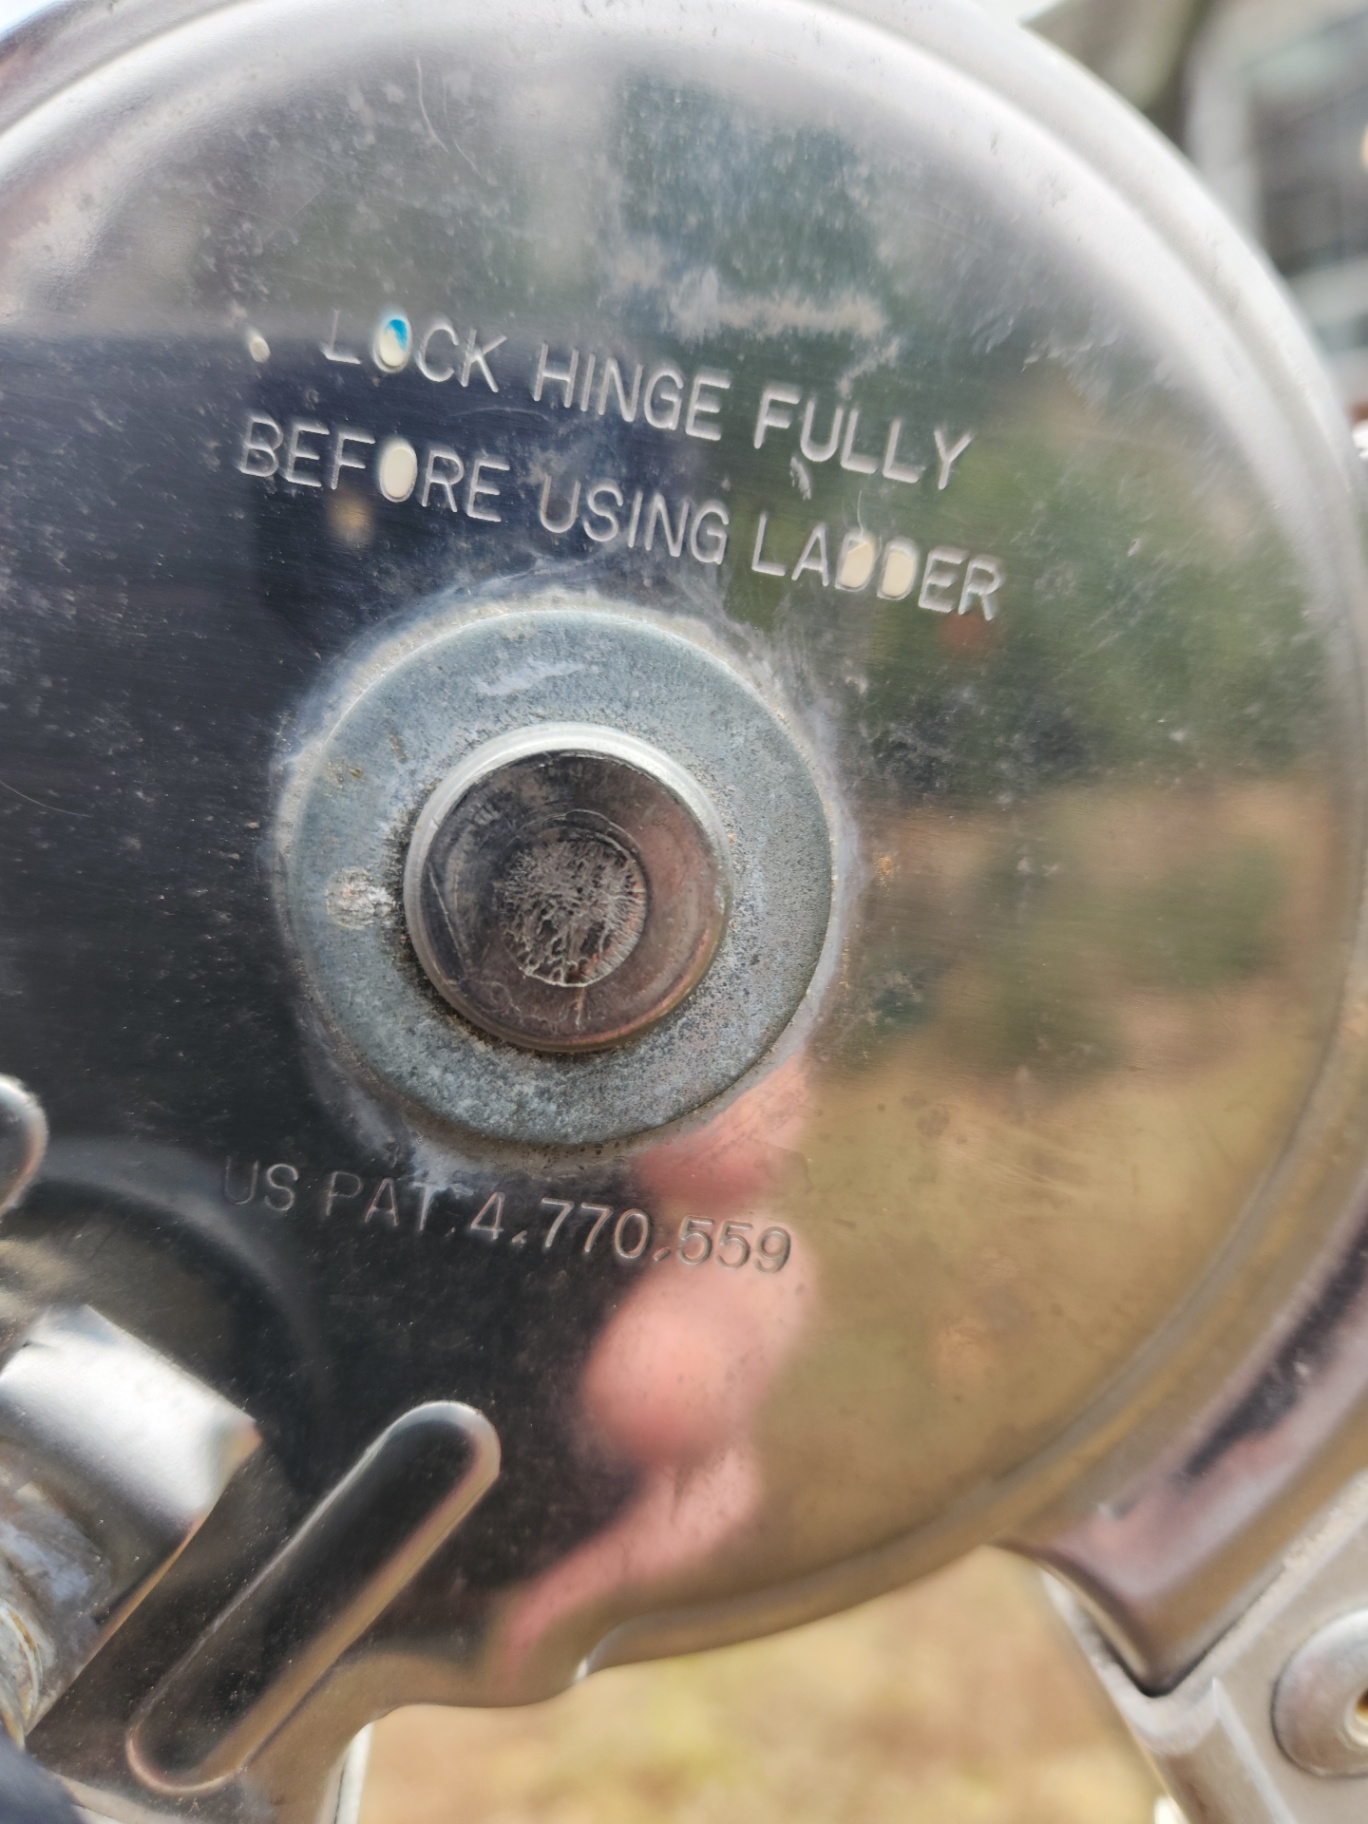 LOCK HINGE FULLY
BEFORE USING LADDER
US PAT.4,770,559